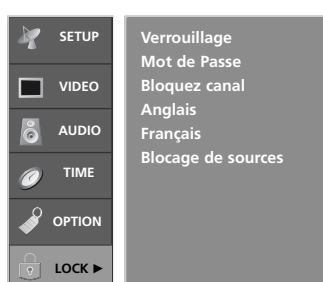 SETUP
VIDEO
AUDIO
TIME
OPTION
LOCK ►
Verrouillage
Mot de Passe
Bloquez canal
Anglais
Français
Blocage de sources